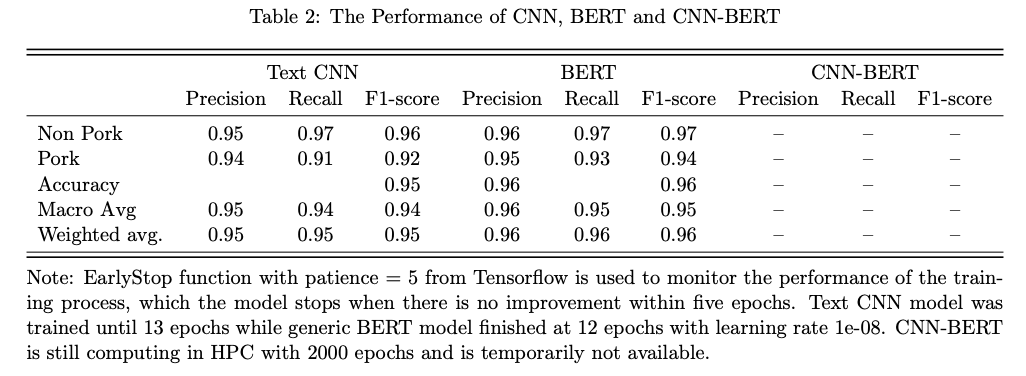 Table 2: The Performance of CNN, BERT and CNN-BERT
Text CNN BERT CNN-BERT
Precision Recall F1-score Precision Recall F1-score Precision Recall F1-score
Non Pork 0.95 0.97 0.96 0.96 0.97 0.97 – – –
Pork 0.94 0.91 0.92 0.95 0.93 0.94 – – –
Accuracy 0.95 0.96 0.96 – – –
Macro Avg 0.95 0.94 0.94 0.96 0.95 0.95 – – –
Weighted avg. 0.95 0.95 0.95 0.96 0.96 0.96 – – –
Note: EarlyStop function with patience = 5 from Tensorflow is used to monitor the performance of the train-
ing process, which the model stops when there is no improvement within five epochs. Text CNN model was
trained until 13 epochs while generic BERT model finished at 12 epochs with learning rate 1e-08. CNN-BERT
is still computing in HPC with 2000 epochs and is temporarily not available.